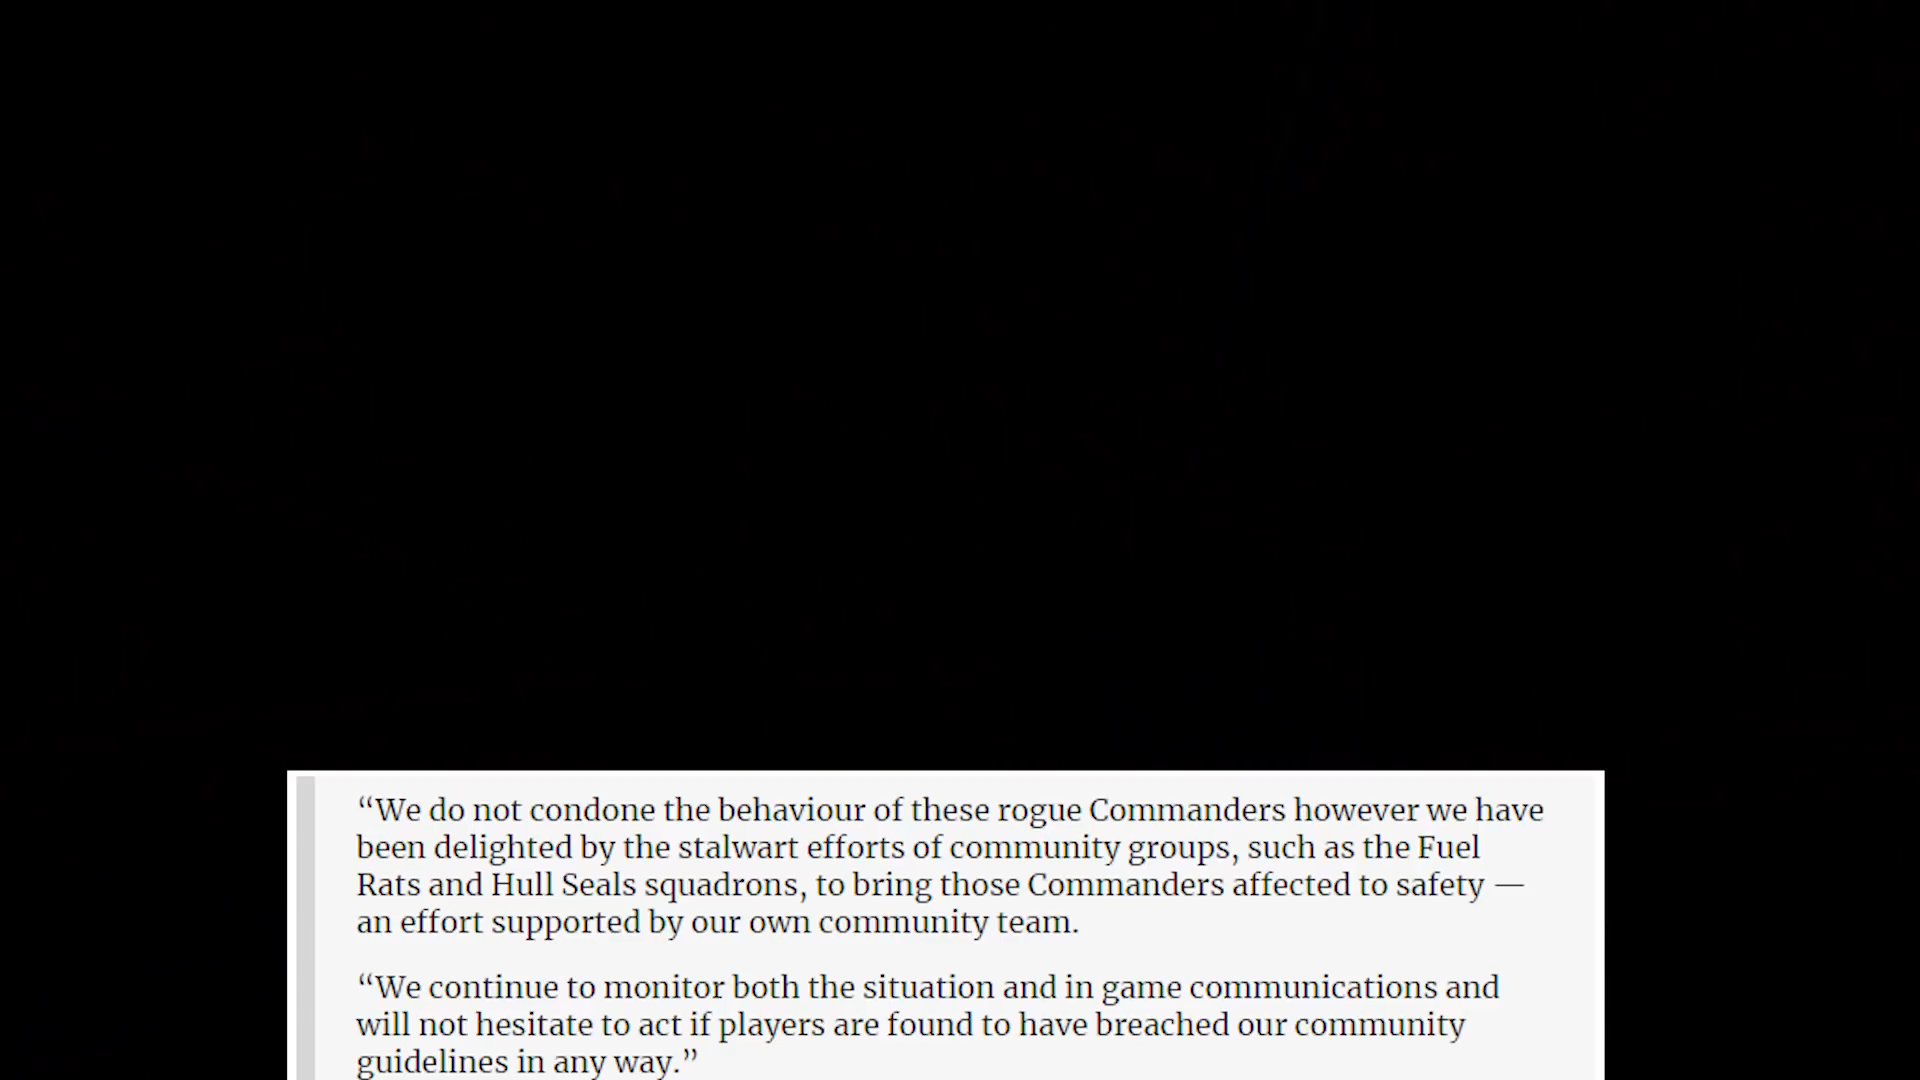 “We do not condone the behaviour of these rogue Commanders however we have
been delighted by the stalwart efforts of community groups, such as the Fuel
Rats and Hull Seals squadrons, to bring those Commanders affected to safety —
an effort supported by our own community team.
“We continue to monitor both the situation and in game communications and
will not hesitate to act if players are found to have breached our community
guidelines in any way.”